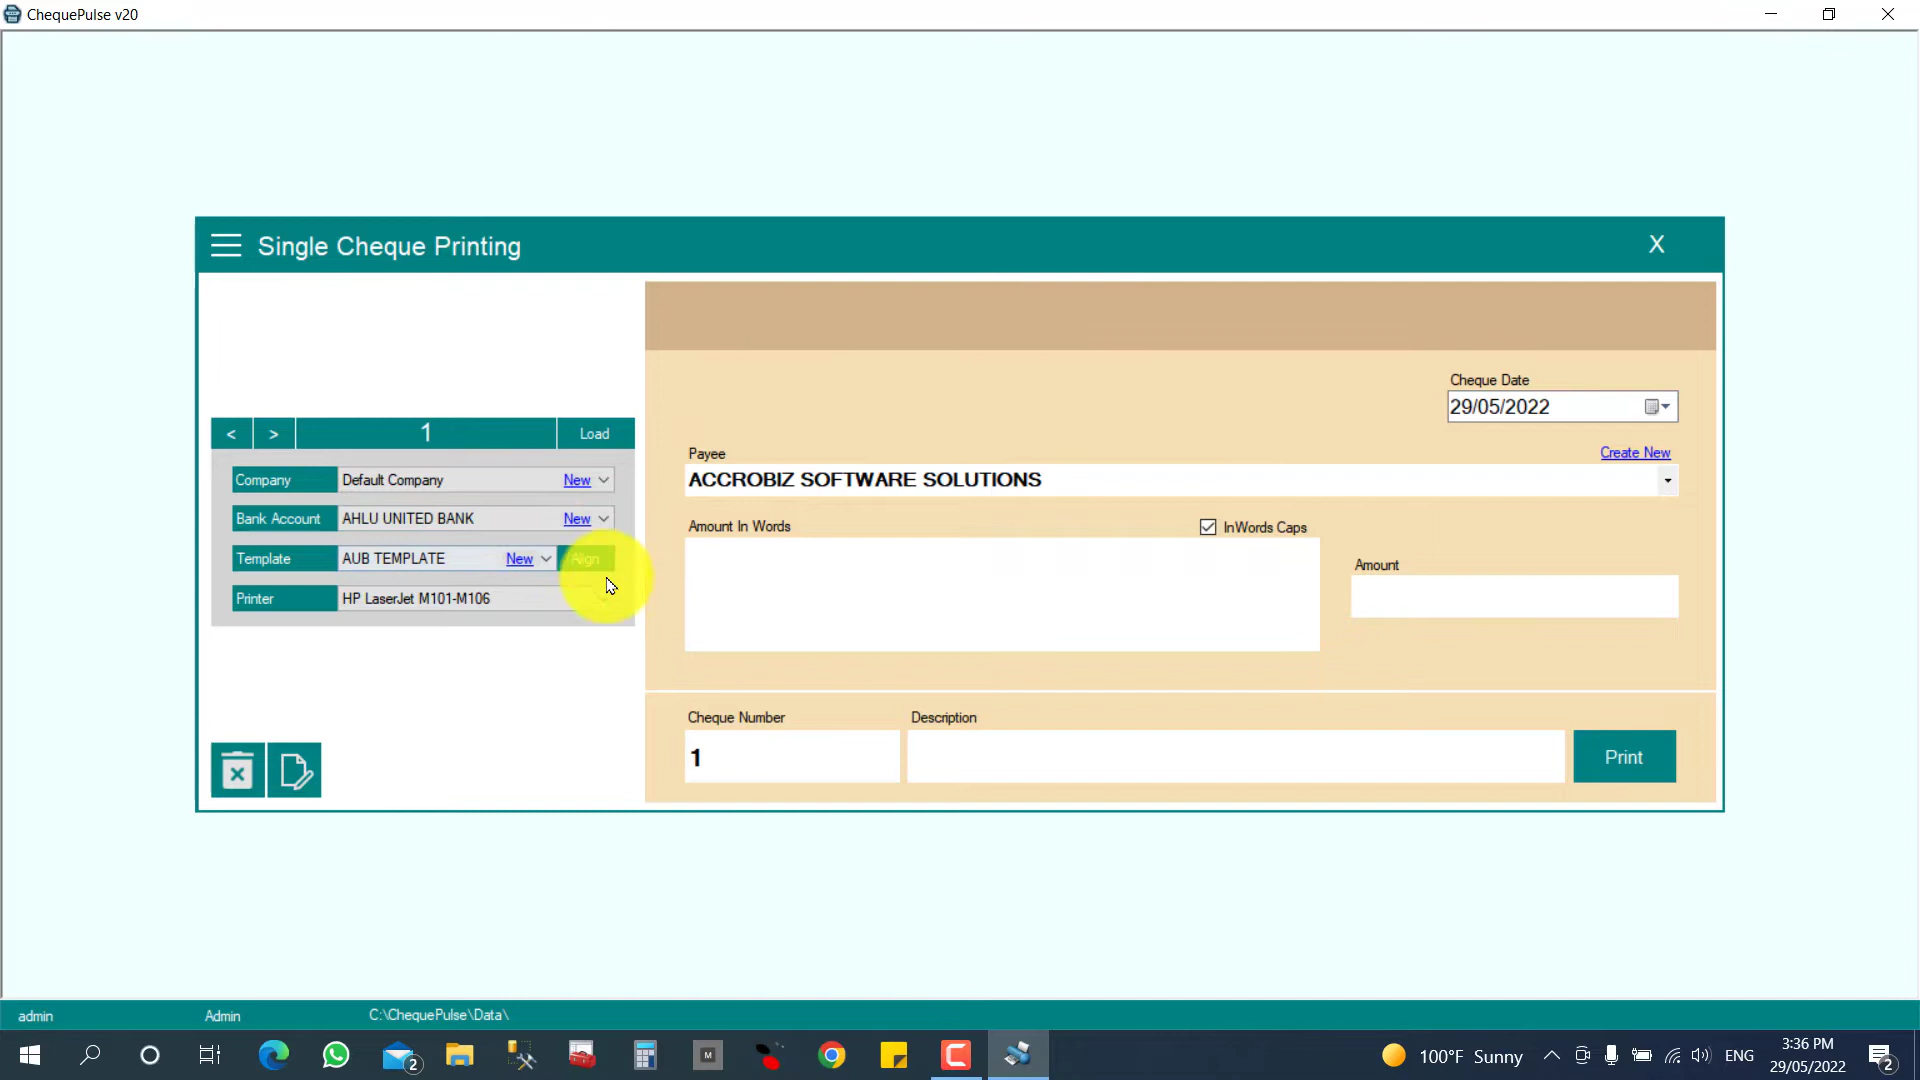 ChequePulse v20
Single Cheque Printing
X
< > 1 Load
Company Default Company New
Bank Account AHLU UNITED BANK New
Template AUB TEMPLATE New Align
Printer HP LaserJet M101-M106
Cheque Date
29/05/2022
Payee Create New
ACCROBIZ SOFTWARE SOLUTIONS
Amount In Words InWords Caps
Amount
Cheque Number Description
1
Print
admin Admin C:\ChequePulse\Data\
2 M 100°F Sunny ENG 3:36 PM 2
29/05/2022